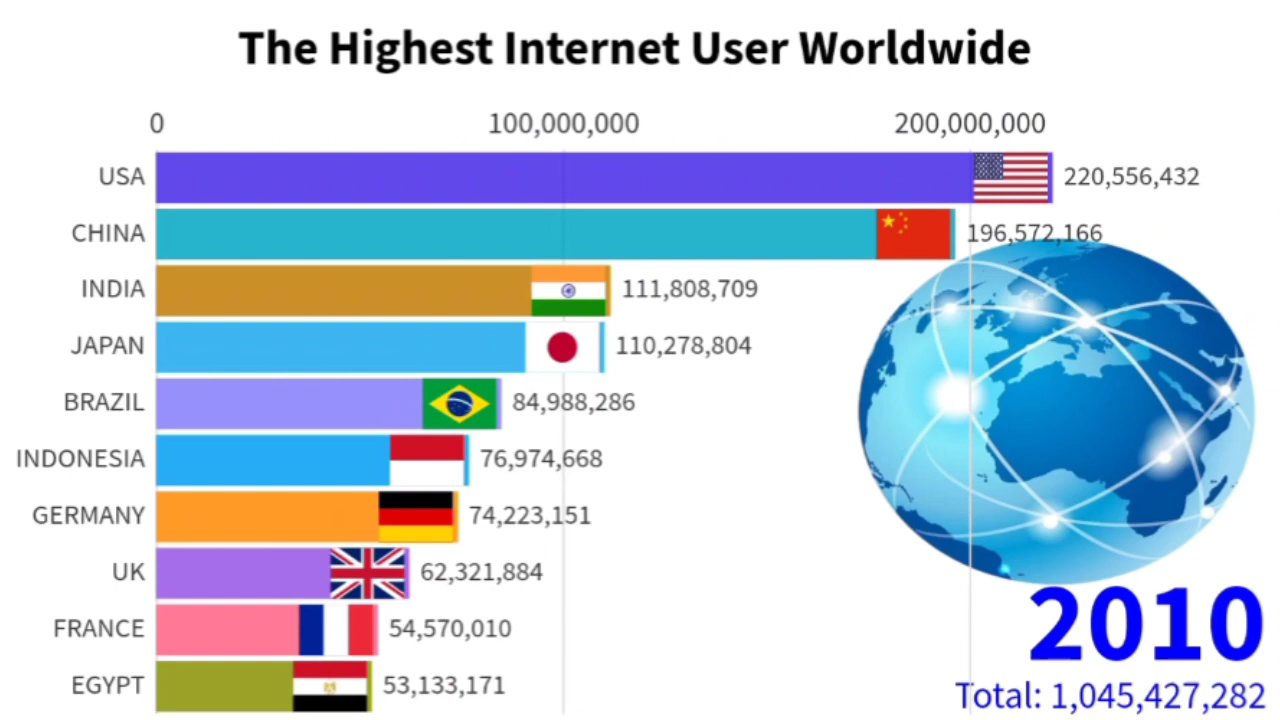 The Highest Internet User Worldwide
0 100,000,000 200,000,000
USA 220,556,432
CHINA 196,572,166
INDIA 111,808,709
JAPAN 110,278,804
BRAZIL 84,988,286
INDONESIA 76,974,668
GERMANY 74,223,151
UK 62,321,884
FRANCE 54,570,010
EGYPT 53,133,171
2010
Total: 1,045,427,282